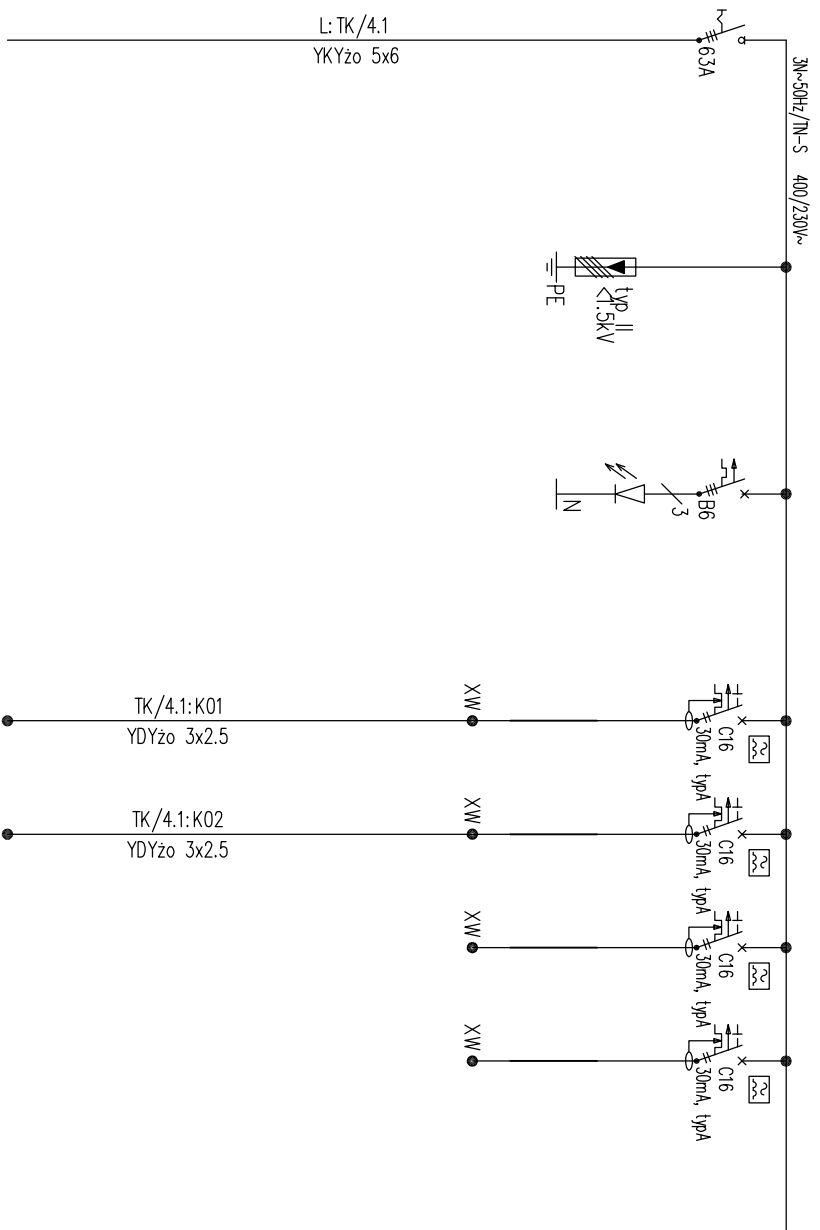 L: TK/4.1
YKYżo 5x6
63A
3N~50Hz/TN-S 400/230V~
typ II
<1.5kV
PE
B6
3
N
TK/4.1:K01
YDYżo 3x2.5
XW
C16
30mA, typA
TK/4.1:K02
YDYżo 3x2.5
XW
C16
30mA, typA
XW
C16
30mA, typA
XW
C16
30mA, typA